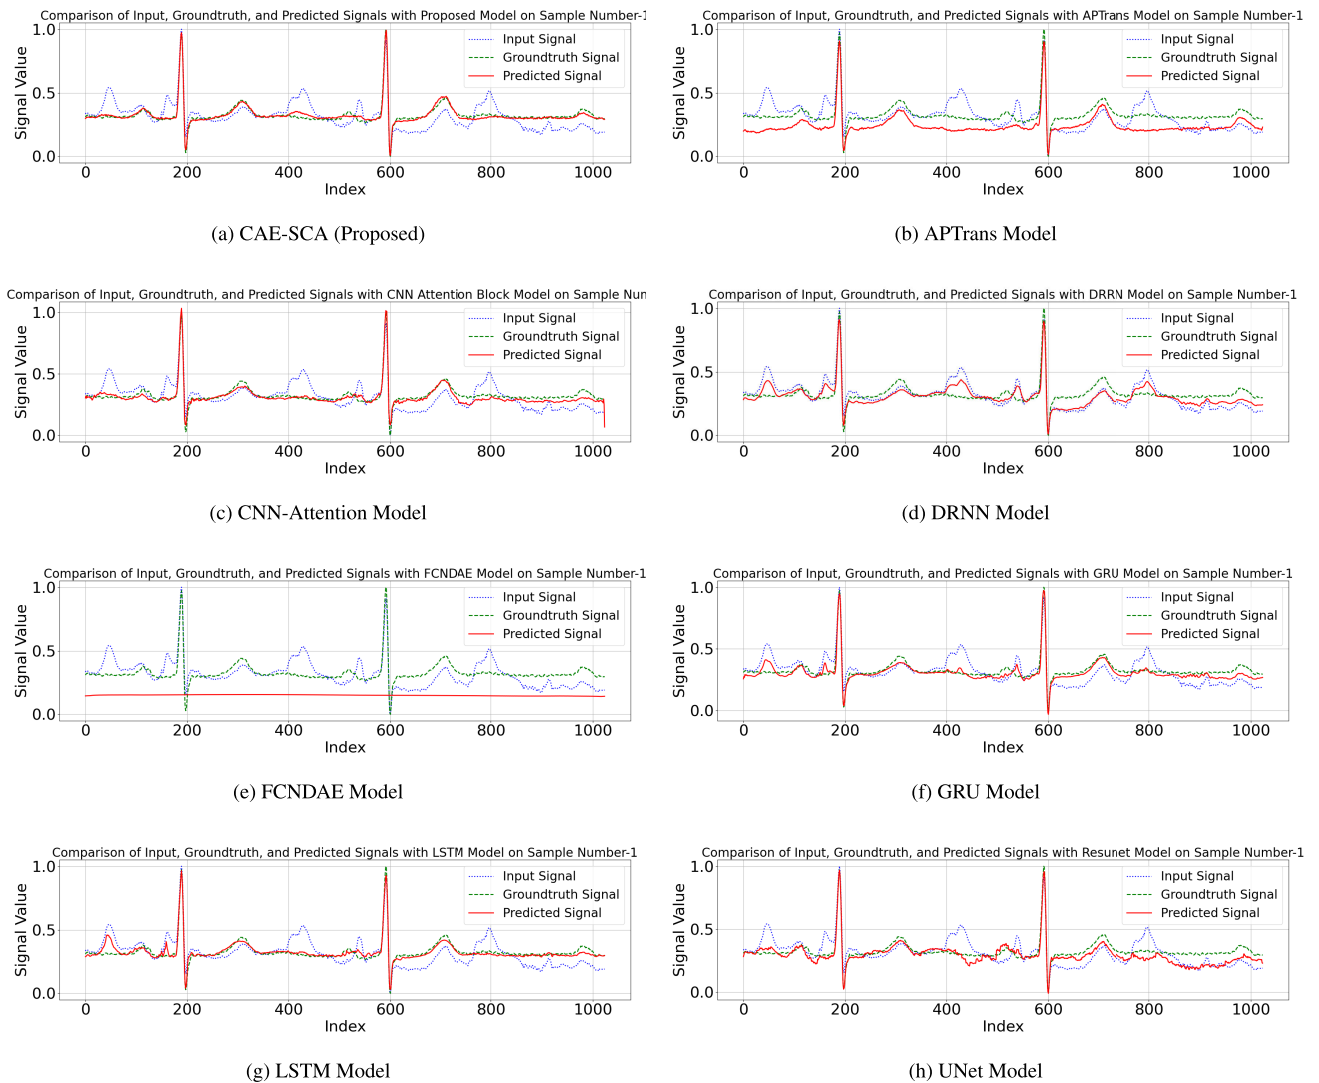 Comparison of Input, Groundtruth, and Predicted Signals with Proposed Model on Sample Number-1
1.0
0.5
0.0
Signal Value
Input Signal
Groundtruth Signal
Predicted Signal
0 200 400 600 800 1000
Index
(a) CAE-SCA (Proposed)
Comparison of Input, Groundtruth, and Predicted Signals with APTrans Model on Sample Number-1
1.0
0.5
0.0
Signal Value
Input Signal
Groundtruth Signal
Predicted Signal
0 200 400 600 800 1000
Index
(b) APTrans Model
Comparison of Input, Groundtruth, and Predicted Signals with CNN Attention Block Model on Sample Num
1.0
0.5
0.0
Signal Value
Input Signal
Groundtruth Signal
Predicted Signal
0 200 400 600 800 1000
Index
(c) CNN-Attention Model
Comparison of Input, Groundtruth, and Predicted Signals with DRRN Model on Sample Number-1
1.0
0.5
0.0
Signal Value
Input Signal
Groundtruth Signal
Predicted Signal
0 200 400 600 800 1000
Index
(d) DRNN Model
Comparison of Input, Groundtruth, and Predicted Signals with FCNDAE Model on Sample Number-1
1.0
0.5
0.0
Signal Value
Input Signal
Groundtruth Signal
Predicted Signal
0 200 400 600 800 1000
Index
(e) FCNDAE Model
Comparison of Input, Groundtruth, and Predicted Signals with GRU Model on Sample Number-1
1.0
0.5
0.0
Signal Value
Input Signal
Groundtruth Signal
Predicted Signal
0 200 400 600 800 1000
Index
(f) GRU Model
Comparison of Input, Groundtruth, and Predicted Signals with LSTM Model on Sample Number-1
1.0
0.5
0.0
Signal Value
Input Signal
Groundtruth Signal
Predicted Signal
0 200 400 600 800 1000
Index
(g) LSTM Model
Comparison of Input, Groundtruth, and Predicted Signals with Resunet Model on Sample Number-1
1.0
0.5
0.0
Signal Value
Input Signal
Groundtruth Signal
Predicted Signal
0 200 400 600 800 1000
Index
(h) UNet Model